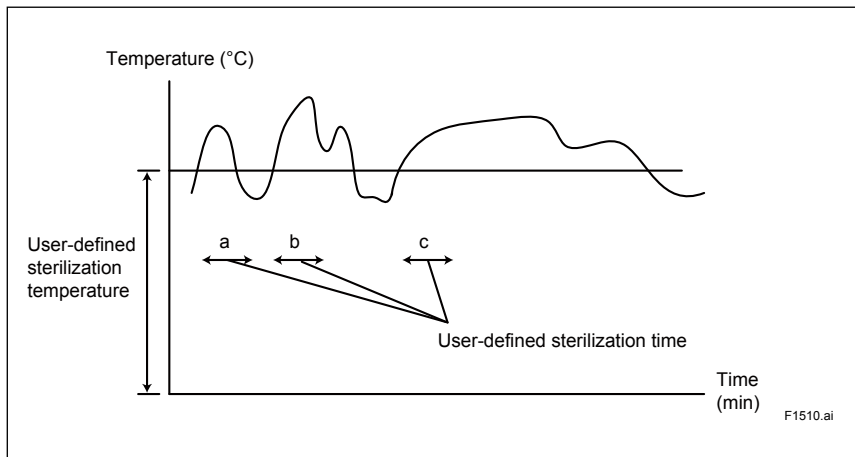 Temperature (°C)
User-defined
sterilization
temperature
a
b
c
User-defined sterilization time
Time
(min)
F1510.ai